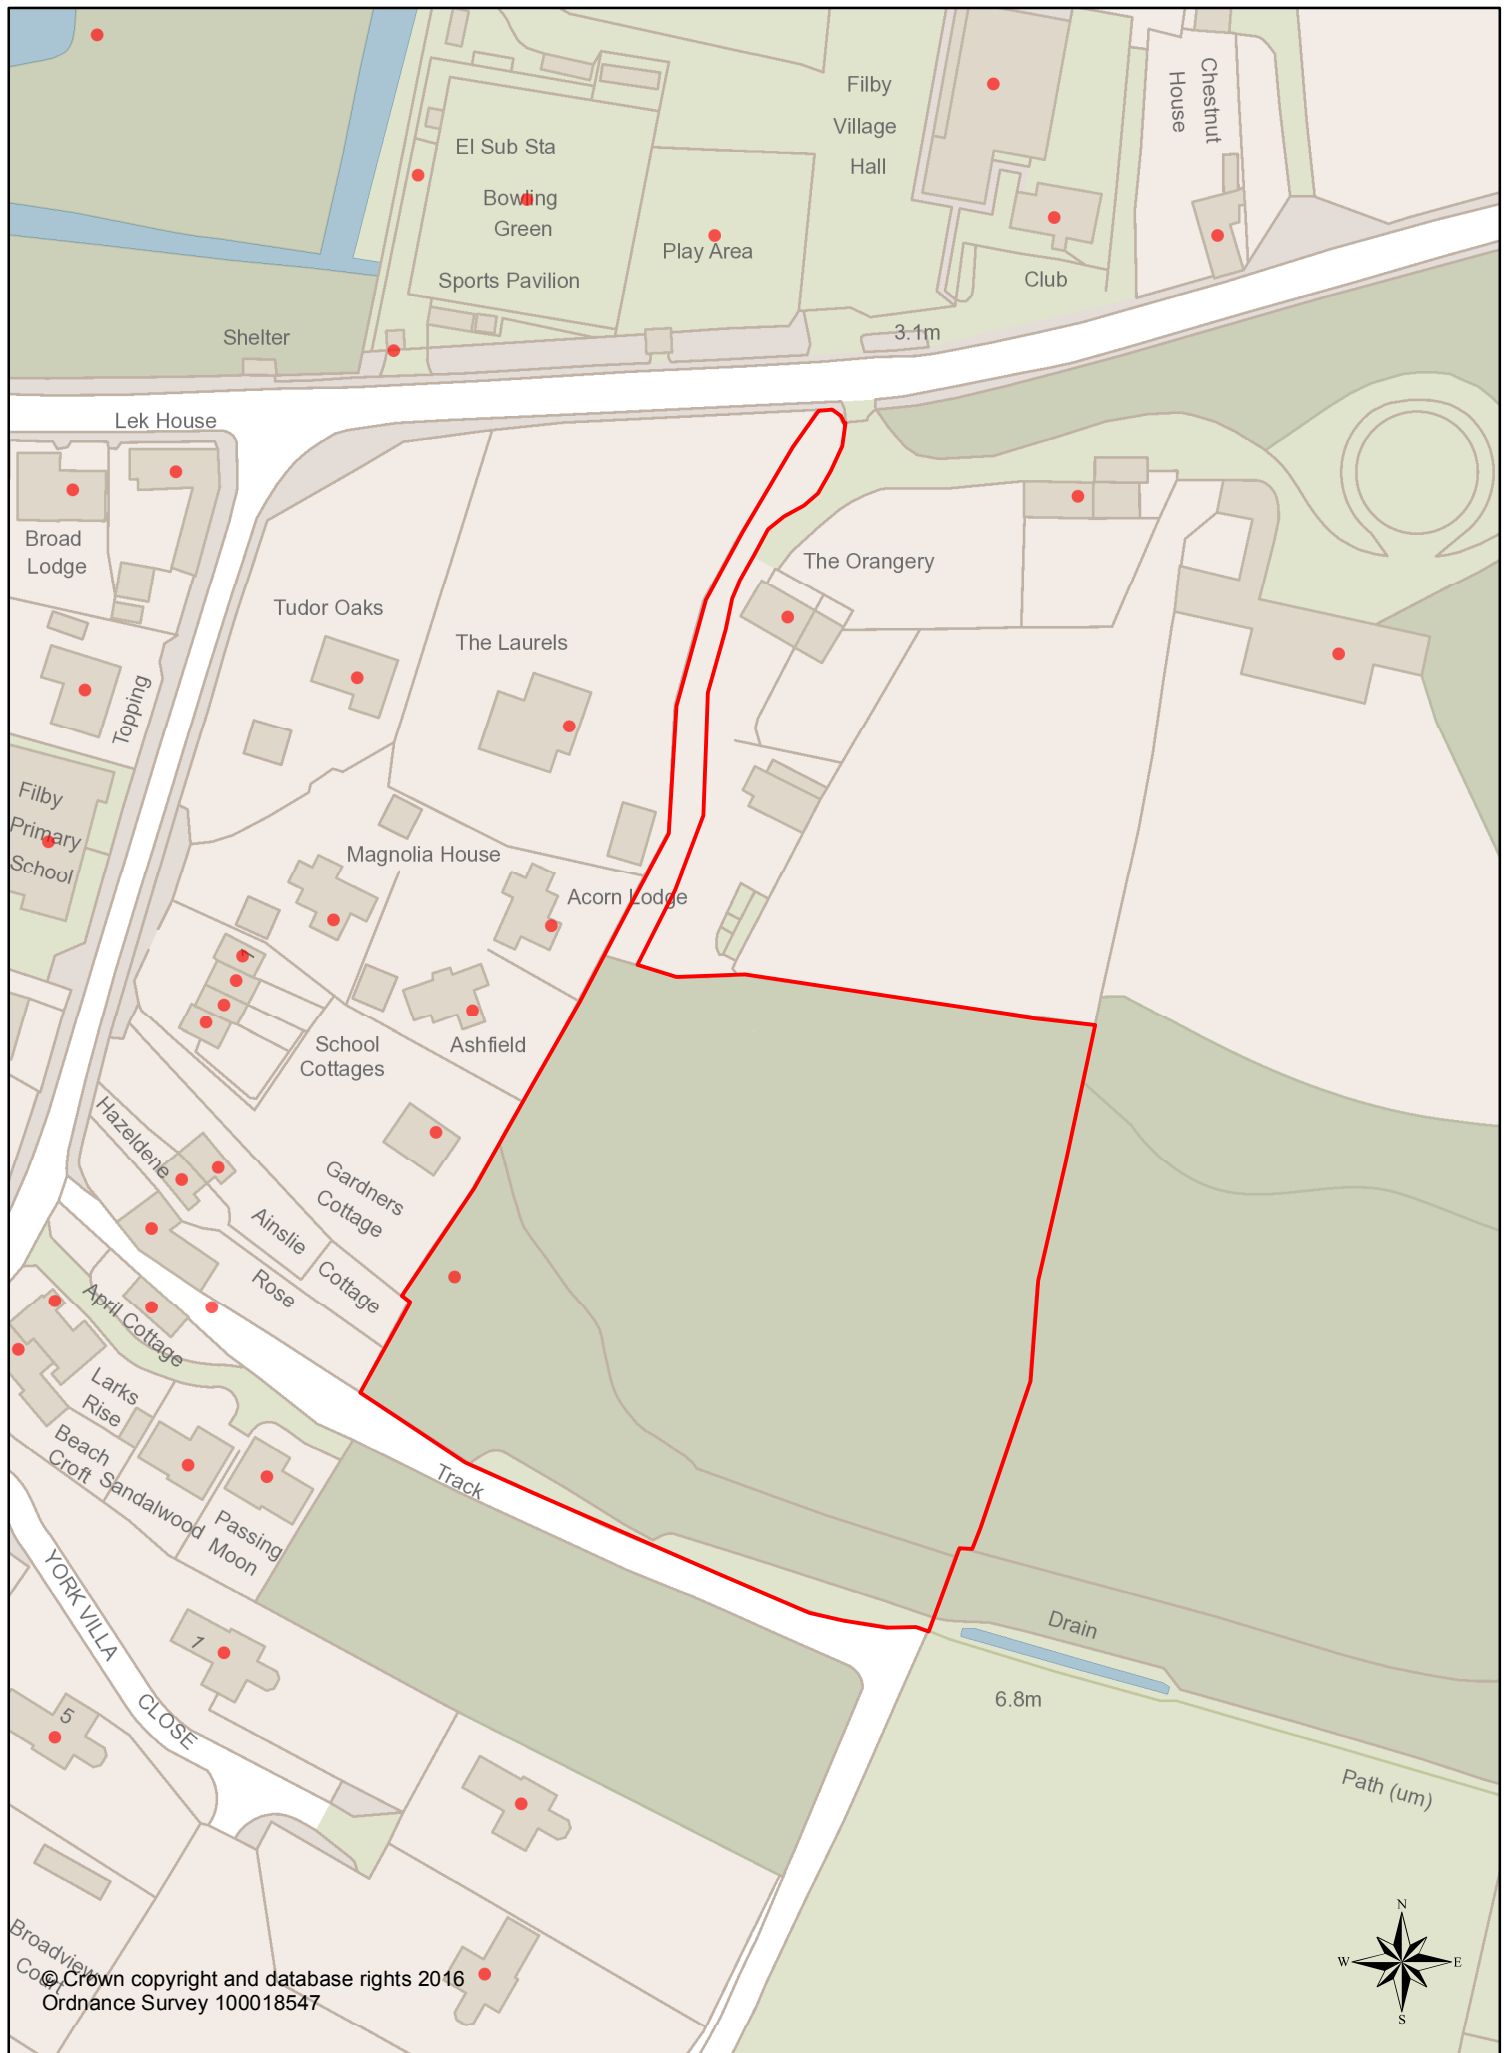 Filby
Village
Hall
Chestnut
House
El Sub Sta
Bowling
Green
Play Area
Sports Pavilion
Club
Shelter
3.1m
Lek House
Broad
Lodge
The Orangery
Tudor Oaks
The Laurels
Topping
Filby
Primary
School
Magnolia House
Acorn Lodge
1
School
Cottages
Ashfield
Hazeldene
Gardners
Cottage
Ainslie
Cottage
Rose
April Cottage
Larks
Rise
Beach
Croft
Sandalwood
Passing
Moon
Track
YORK VILLA
CLOSE
1
5
Drain
6.8m
Path (um)
Broadview
Court
N
W
E
S
© Crown copyright and database rights 2016
Ordnance Survey 100018547